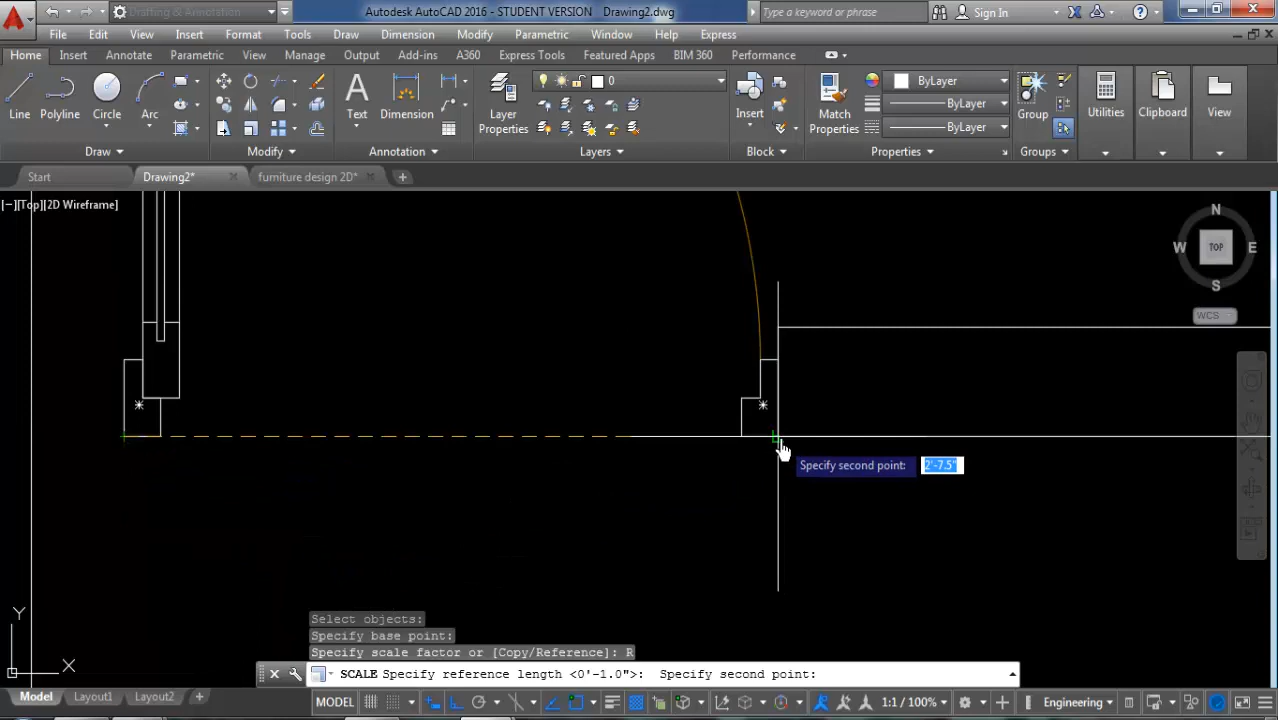 Drafting & Annotation
Autodesk AutoCAD 2016 - STUDENT VERSION Drawing2.dwg
Type a keyword or phrase
Sign In
File Edit View Insert Format Tools Draw Dimension Modify Parametric Window Help Express
Home Insert Annotate Parametric View Manage Output Add-ins A360 Express Tools Featured Apps BIM 360 Performance
0
ByLayer
ByLayer
ByLayer
Line Polyline Circle Arc Text Dimension Layer Properties Insert Match Properties Group Utilities Clipboard View
Draw Modify Annotation Layers Block Properties Groups
Start Drawing2* furniture design 2D*
[−][Top][2D Wireframe]
N
W TOP E
S
WCS
Specify second point: 2'-7.5"
Y
X
Select objects:
Specify base point:
Specify scale factor or [Copy/Reference]: R
SCALE Specify reference length <0'-1.0">: Specify second point:
Model Layout1 Layout2 +
MODEL
1:1 / 100%
Engineering